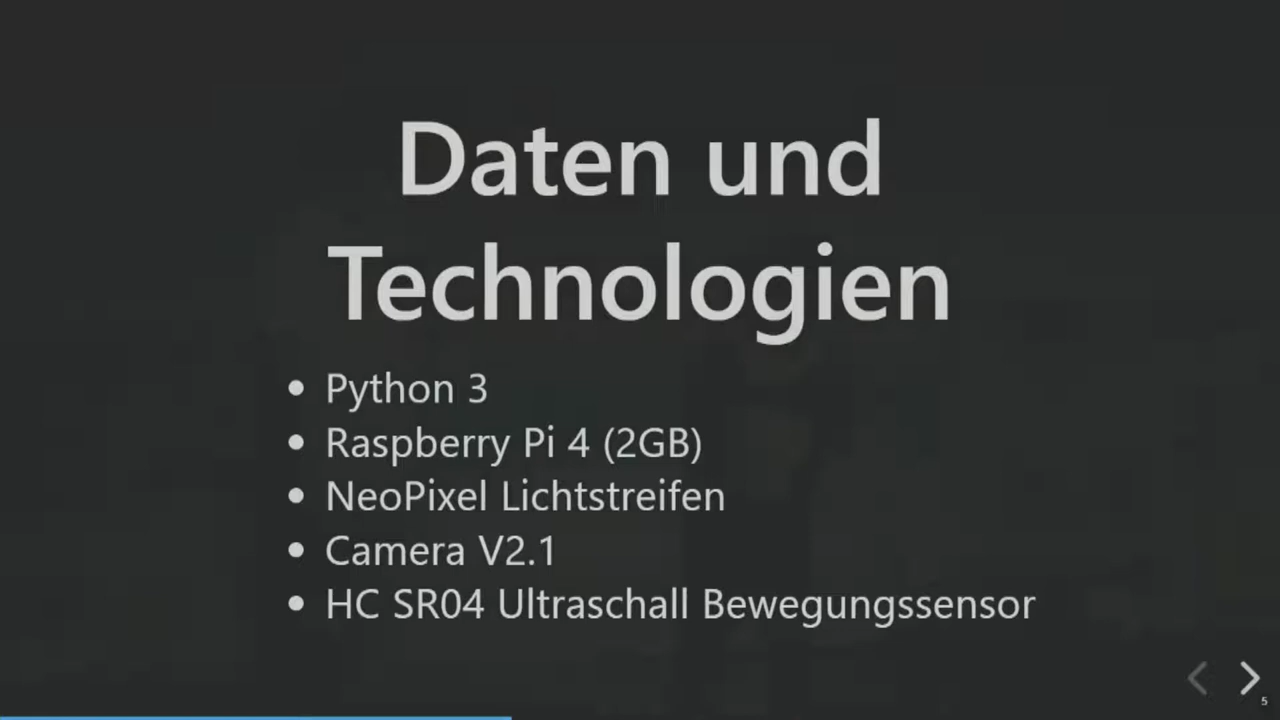 Daten und
Technologien
• Python 3
• Raspberry Pi 4 (2GB)
• NeoPixel Lichtstreifen
• Camera V2.1
• HC SR04 Ultraschall Bewegungssensor
5